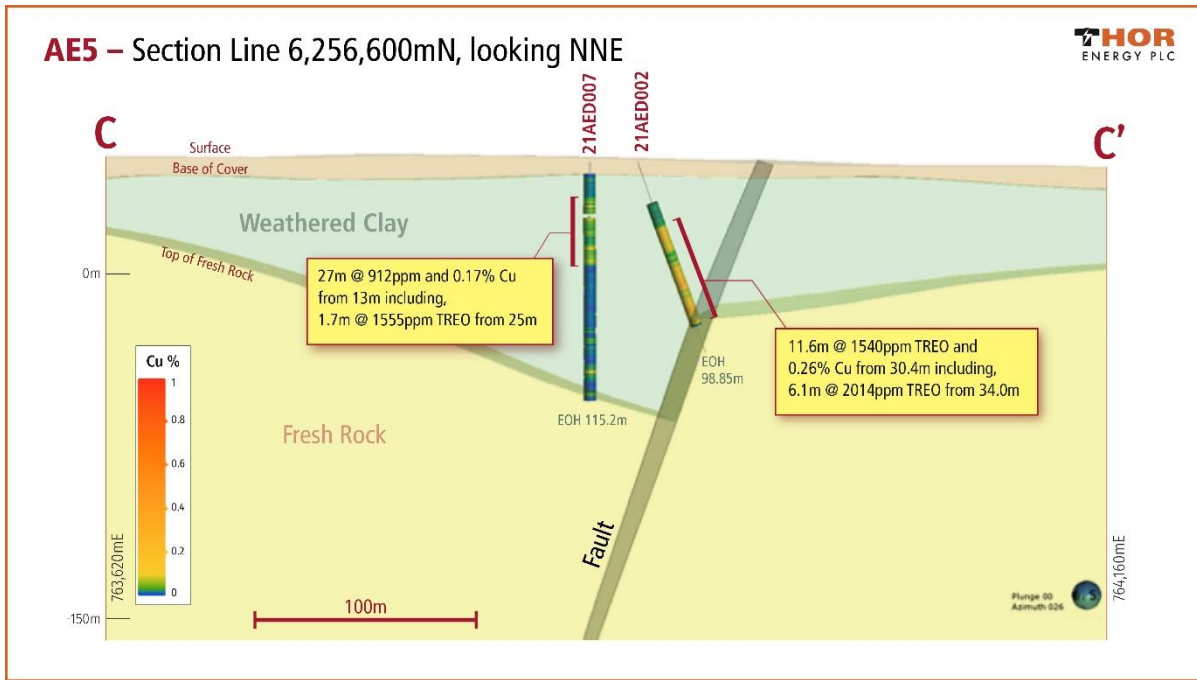 AE5 – Section Line 6,256,600mN, looking NNE
THOR
ENERGY PLC
21AED007
21AED002
C
C'
Surface
Base of Cover
Weathered Clay
Top of Fresh Rock
0m
27m @ 912ppm and 0.17% Cu
from 13m including,
1.7m @ 1555ppm TREO from 25m
11.6m @ 1540ppm TREO and
0.26% Cu from 30.4m including,
6.1m @ 2014ppm TREO from 34.0m
EOH
98.85m
EOH 115.2m
Cu %
1
0.8
0.6
0.4
0.2
0
Fresh Rock
Fault
763,620mE
764,160mE
100m
-150m
Plunge 00
Azimuth 026